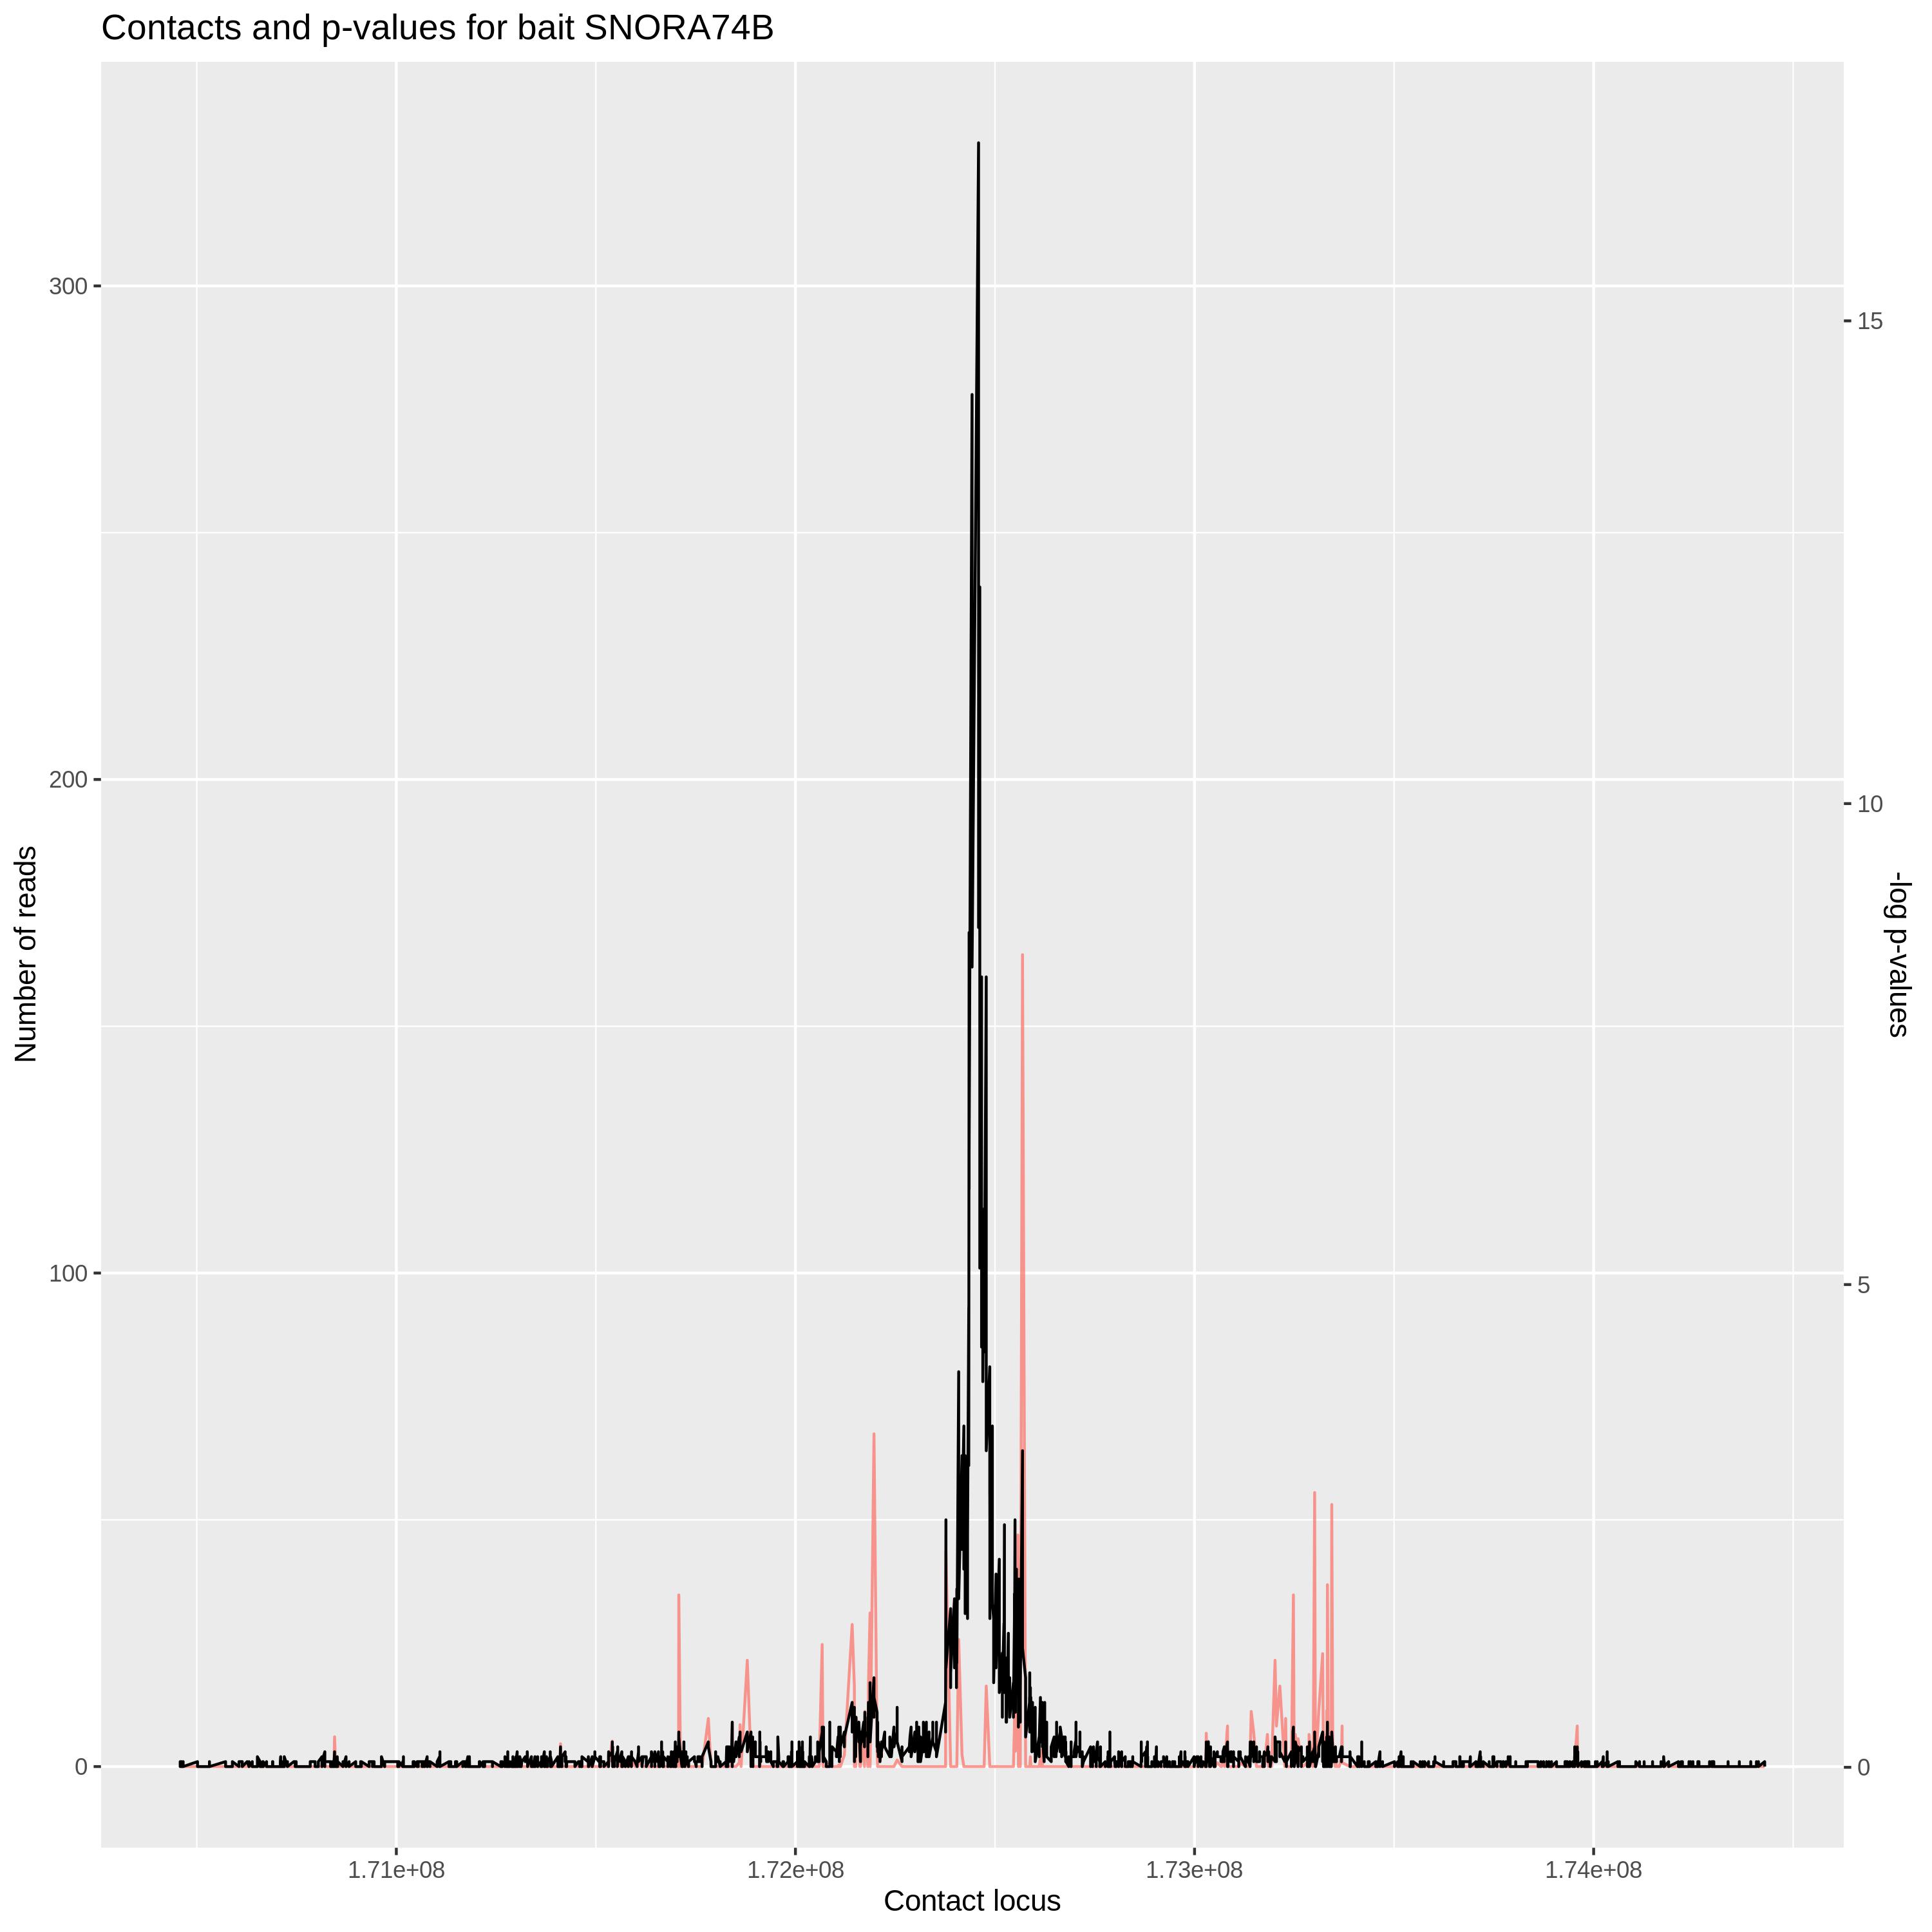 Contacts and p-values for bait SNORA74B
300
200
100
0
15
10
5
0
Number of reads
-log p-values
1.71e+08 1.72e+08 1.73e+08 1.74e+08
Contact locus